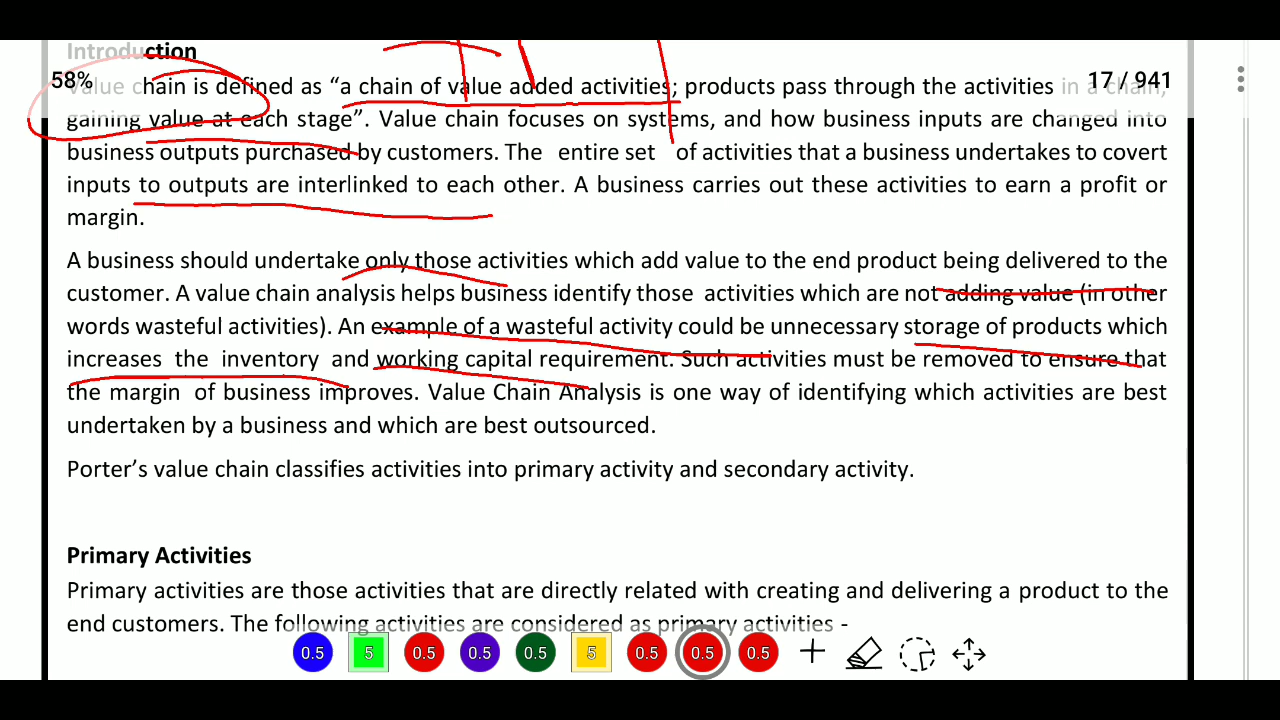 Introduction
58%
17 / 941
Value chain is defined as “a chain of value added activities; products pass through the activities in a chain,
gaining value at each stage”. Value chain focuses on systems, and how business inputs are changed into
business outputs purchased by customers. The entire set of activities that a business undertakes to covert
inputs to outputs are interlinked to each other. A business carries out these activities to earn a profit or
margin.
A business should undertake only those activities which add value to the end product being delivered to the
customer. A value chain analysis helps business identify those activities which are not adding value (in other
words wasteful activities). An example of a wasteful activity could be unnecessary storage of products which
increases the inventory and working capital requirement. Such activities must be removed to ensure that
the margin of business improves. Value Chain Analysis is one way of identifying which activities are best
undertaken by a business and which are best outsourced.
Porter’s value chain classifies activities into primary activity and secondary activity.
Primary Activities
Primary activities are those activities that are directly related with creating and delivering a product to the
end customers. The following activities are considered as primary activities -
0.5 5 0.5 0.5 0.5 5 0.5 0.5 0.5